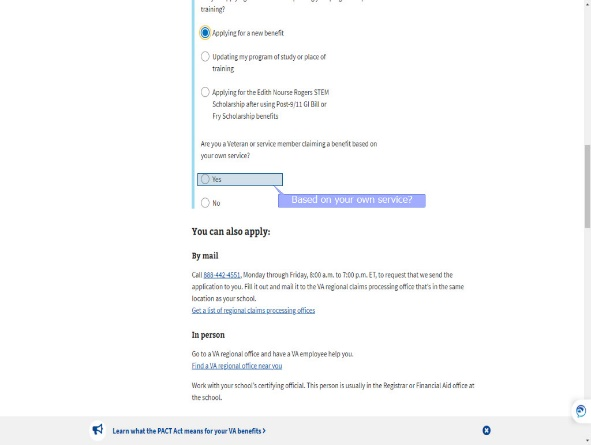 training?
Applying for a new benefit
Updating my program of study or place of
training
Applying for the Edith Nourse Rogers STEM
Scholarship after using Post-9/11 GI Bill or
Fry Scholarship benefits
Are you a Veteran or service member claiming a benefit based on
your own service?
Yes
Based on your own service?
No
You can also apply:
By mail
Call 888-442-4551, Monday through Friday, 8:00 a.m. to 7:00 p.m. ET, to request that we send the
application to you. Fill it out and mail it to the VA regional claims processing office that's in the same
location as your school.
Get a list of regional claims processing offices
In person
Go to a VA regional office and have a VA employee help you.
Find a VA regional office near you
Work with your school's certifying official. This person is usually in the Registrar or Financial Aid office at
the school.
Learn what the PACT Act means for your VA benefits >